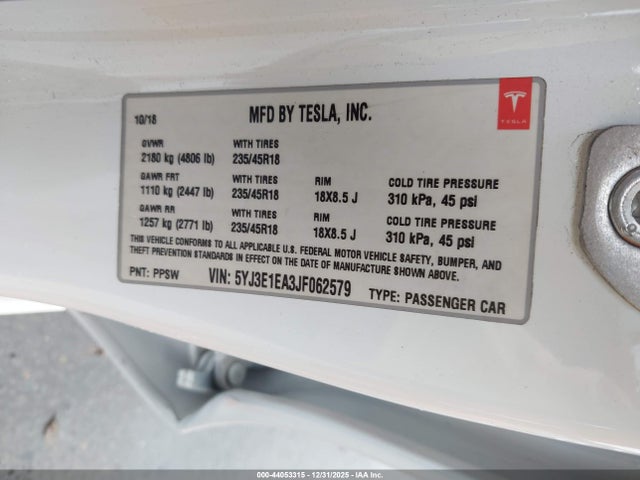 10/18 MFD BY TESLA, INC.
TESLA
GVWR WITH TIRES
2180 kg (4806 lb) 235/45R18
GAWR FRT WITH TIRES RIM COLD TIRE PRESSURE
1110 kg (2447 lb) 235/45R18 18X8.5 J 310 kPa, 45 psi
GAWR RR WITH TIRES RIM COLD TIRE PRESSURE
1257 kg (2771 lb) 235/45R18 18X8.5 J 310 kPa, 45 psi
THIS VEHICLE CONFORMS TO ALL APPLICABLE U.S. FEDERAL MOTOR VEHICLE SAFETY, BUMPER, AND
THEFT PREVENTION STANDARDS IN EFFECT ON THE DATE OF MANUFACTURE SHOWN ABOVE.
PNT: PPSW VIN: 5YJ3E1EA3JF062579 TYPE: PASSENGER CAR
000-44053315 - 12/31/2025 - IAA Corp.